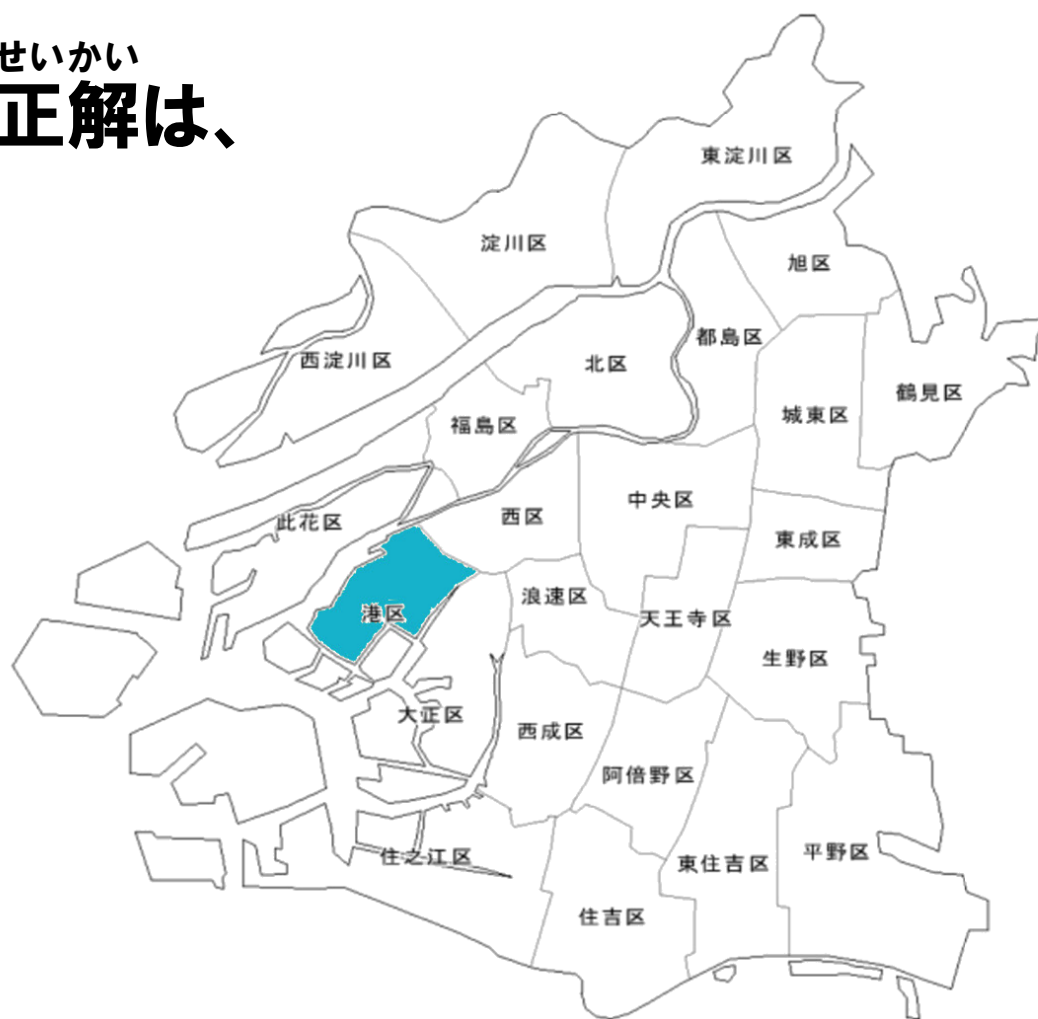 せいかい
正解は、
東淀川区
淀川区
旭区
都島区
西淀川区
北区
鶴見区
城東区
福島区
中央区
西区
此花区
東成区
浪速区
港区
天王寺区
生野区
大正区
西成区
阿倍野区
平野区
住之江区
東住吉区
住吉区